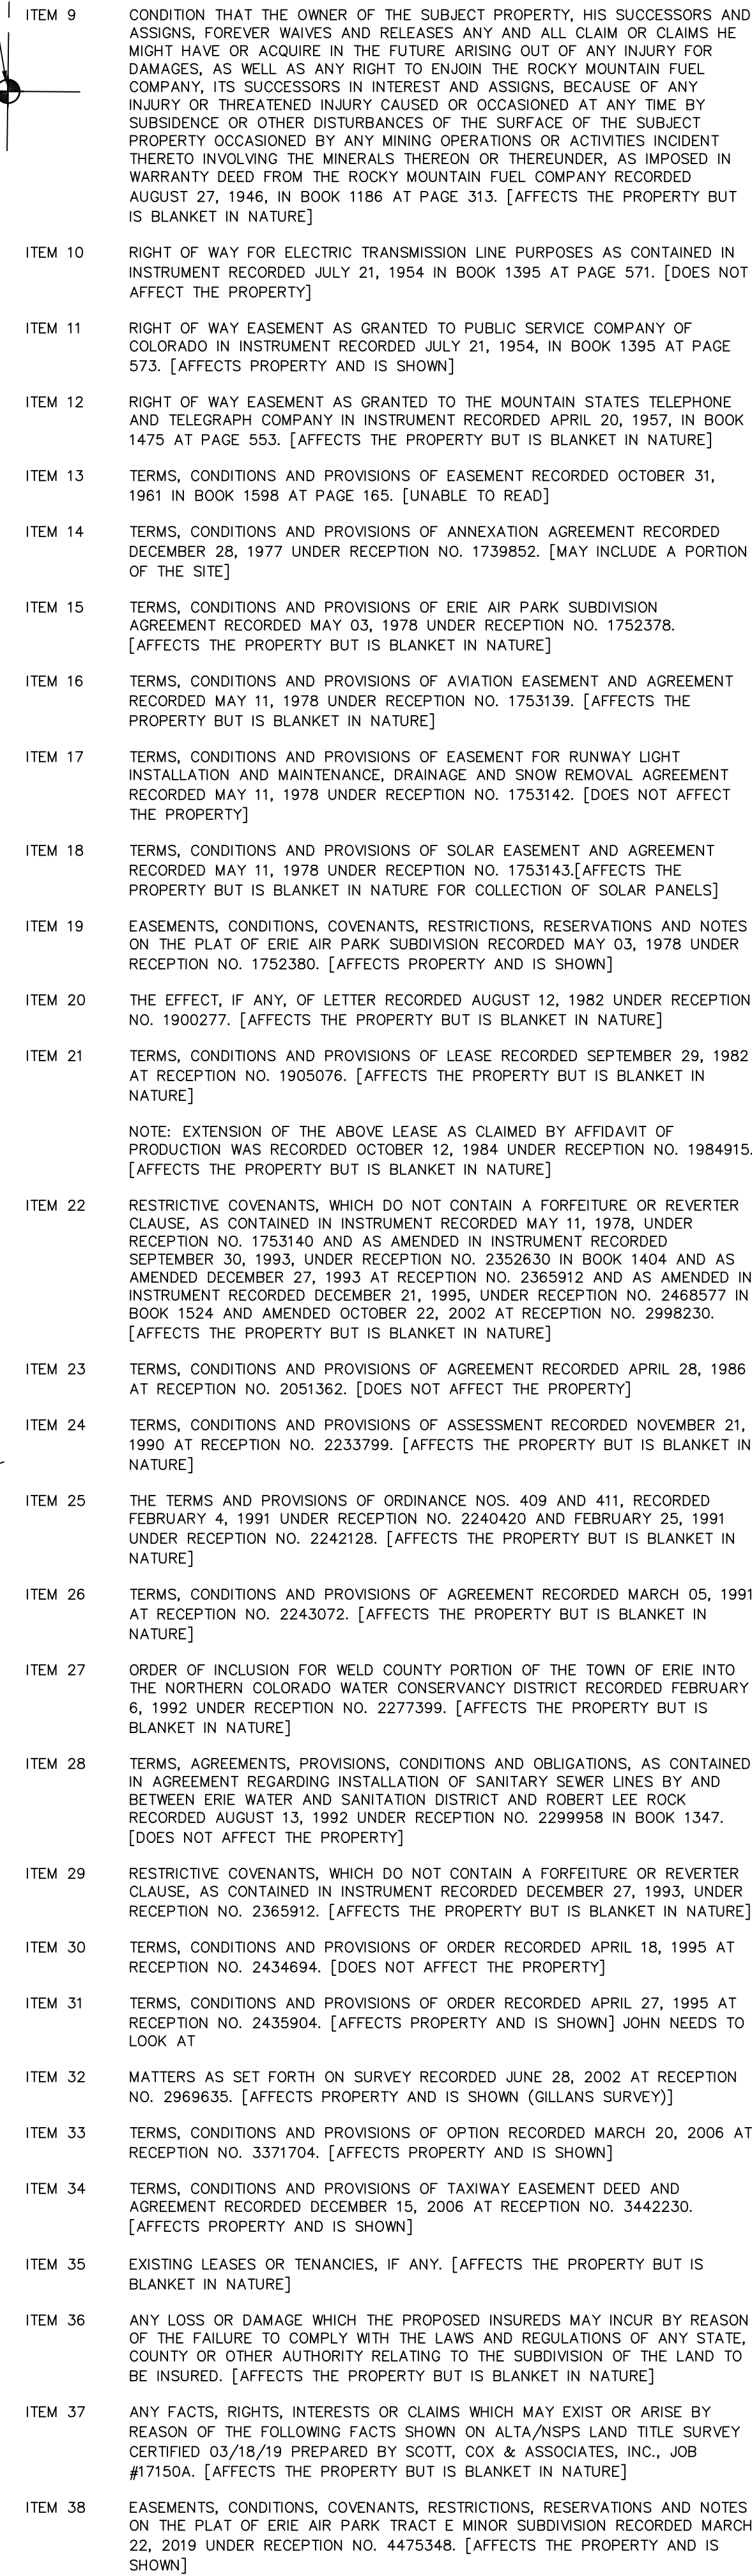 ITEM 9 CONDITION THAT THE OWNER OF THE SUBJECT PROPERTY, HIS SUCCESSORS AND
ASSIGNS, FOREVER WAIVES AND RELEASES ANY AND ALL CLAIM OR CLAIMS HE
MIGHT HAVE OR ACQUIRE IN THE FUTURE ARISING OUT OF ANY INJURY FOR
DAMAGES, AS WELL AS ANY RIGHT TO ENJOIN THE ROCKY MOUNTAIN FUEL
COMPANY, ITS SUCCESSORS IN INTEREST AND ASSIGNS, BECAUSE OF ANY
INJURY OR THREATENED INJURY CAUSED OR OCCASIONED AT ANY TIME BY
SUBSIDENCE OR OTHER DISTURBANCES OF THE SURFACE OF THE SUBJECT
PROPERTY OCCASIONED BY ANY MINING OPERATIONS OR ACTIVITIES INCIDENT
THERETO INVOLVING THE MINERALS THEREON OR THEREUNDER, AS IMPOSED IN
WARRANTY DEED FROM THE ROCKY MOUNTAIN FUEL COMPANY RECORDED
AUGUST 27, 1946, IN BOOK 1186 AT PAGE 313. [AFFECTS THE PROPERTY BUT
IS BLANKET IN NATURE]
ITEM 10 RIGHT OF WAY FOR ELECTRIC TRANSMISSION LINE PURPOSES AS CONTAINED IN
INSTRUMENT RECORDED JULY 21, 1954 IN BOOK 1395 AT PAGE 571. [DOES NOT
AFFECT THE PROPERTY]
ITEM 11 RIGHT OF WAY EASEMENT AS GRANTED TO PUBLIC SERVICE COMPANY OF
COLORADO IN INSTRUMENT RECORDED JULY 21, 1954, IN BOOK 1395 AT PAGE
573. [AFFECTS PROPERTY AND IS SHOWN]
ITEM 12 RIGHT OF WAY EASEMENT AS GRANTED TO THE MOUNTAIN STATES TELEPHONE
AND TELEGRAPH COMPANY IN INSTRUMENT RECORDED APRIL 20, 1957, IN BOOK
1475 AT PAGE 553. [AFFECTS THE PROPERTY BUT IS BLANKET IN NATURE]
ITEM 13 TERMS, CONDITIONS AND PROVISIONS OF EASEMENT RECORDED OCTOBER 31,
1961 IN BOOK 1598 AT PAGE 165. [UNABLE TO READ]
ITEM 14 TERMS, CONDITIONS AND PROVISIONS OF ANNEXATION AGREEMENT RECORDED
DECEMBER 28, 1977 UNDER RECEPTION NO. 1739852. [MAY INCLUDE A PORTION
OF THE SITE]
ITEM 15 TERMS, CONDITIONS AND PROVISIONS OF ERIE AIR PARK SUBDIVISION
AGREEMENT RECORDED MAY 03, 1978 UNDER RECEPTION NO. 1752378.
[AFFECTS THE PROPERTY BUT IS BLANKET IN NATURE]
ITEM 16 TERMS, CONDITIONS AND PROVISIONS OF AVIATION EASEMENT AND AGREEMENT
RECORDED MAY 11, 1978 UNDER RECEPTION NO. 1753139. [AFFECTS THE
PROPERTY BUT IS BLANKET IN NATURE]
ITEM 17 TERMS, CONDITIONS AND PROVISIONS OF EASEMENT FOR RUNWAY LIGHT
INSTALLATION AND MAINTENANCE, DRAINAGE AND SNOW REMOVAL AGREEMENT
RECORDED MAY 11, 1978 UNDER RECEPTION NO. 1753142. [DOES NOT AFFECT
THE PROPERTY]
ITEM 18 TERMS, CONDITIONS AND PROVISIONS OF SOLAR EASEMENT AND AGREEMENT
RECORDED MAY 11, 1978 UNDER RECEPTION NO. 1753143.[AFFECTS THE
PROPERTY BUT IS BLANKET IN NATURE FOR COLLECTION OF SOLAR PANELS]
ITEM 19 EASEMENTS, CONDITIONS, COVENANTS, RESTRICTIONS, RESERVATIONS AND NOTES
ON THE PLAT OF ERIE AIR PARK SUBDIVISION RECORDED MAY 03, 1978 UNDER
RECEPTION NO. 1752380. [AFFECTS PROPERTY AND IS SHOWN]
ITEM 20 THE EFFECT, IF ANY, OF LETTER RECORDED AUGUST 12, 1982 UNDER RECEPTION
NO. 1900277. [AFFECTS THE PROPERTY BUT IS BLANKET IN NATURE]
ITEM 21 TERMS, CONDITIONS AND PROVISIONS OF LEASE RECORDED SEPTEMBER 29, 1982
AT RECEPTION NO. 1905076. [AFFECTS THE PROPERTY BUT IS BLANKET IN
NATURE]
NOTE: EXTENSION OF THE ABOVE LEASE AS CLAIMED BY AFFIDAVIT OF
PRODUCTION WAS RECORDED OCTOBER 12, 1984 UNDER RECEPTION NO. 1984915.
[AFFECTS THE PROPERTY BUT IS BLANKET IN NATURE]
ITEM 22 RESTRICTIVE COVENANTS, WHICH DO NOT CONTAIN A FORFEITURE OR REVERTER
CLAUSE, AS CONTAINED IN INSTRUMENT RECORDED MAY 11, 1978, UNDER
RECEPTION NO. 1753140 AND AS AMENDED IN INSTRUMENT RECORDED
SEPTEMBER 30, 1993, UNDER RECEPTION NO. 2352630 IN BOOK 1404 AND AS
AMENDED DECEMBER 27, 1993 AT RECEPTION NO. 2365912 AND AS AMENDED IN
INSTRUMENT RECORDED DECEMBER 21, 1995, UNDER RECEPTION NO. 2468577 IN
BOOK 1524 AND AMENDED OCTOBER 22, 2002 AT RECEPTION NO. 2998230.
[AFFECTS THE PROPERTY BUT IS BLANKET IN NATURE]
ITEM 23 TERMS, CONDITIONS AND PROVISIONS OF AGREEMENT RECORDED APRIL 28, 1986
AT RECEPTION NO. 2051362. [DOES NOT AFFECT THE PROPERTY]
ITEM 24 TERMS, CONDITIONS AND PROVISIONS OF ASSESSMENT RECORDED NOVEMBER 21,
1990 AT RECEPTION NO. 2233799. [AFFECTS THE PROPERTY BUT IS BLANKET IN
NATURE]
ITEM 25 THE TERMS AND PROVISIONS OF ORDINANCE NOS. 409 AND 411, RECORDED
FEBRUARY 4, 1991 UNDER RECEPTION NO. 2240420 AND FEBRUARY 25, 1991
UNDER RECEPTION NO. 2242128. [AFFECTS THE PROPERTY BUT IS BLANKET IN
NATURE]
ITEM 26 TERMS, CONDITIONS AND PROVISIONS OF AGREEMENT RECORDED MARCH 05, 1991
AT RECEPTION NO. 2243072. [AFFECTS THE PROPERTY BUT IS BLANKET IN
NATURE]
ITEM 27 ORDER OF INCLUSION FOR WELD COUNTY PORTION OF THE TOWN OF ERIE INTO
THE NORTHERN COLORADO WATER CONSERVANCY DISTRICT RECORDED FEBRUARY
6, 1992 UNDER RECEPTION NO. 2277399. [AFFECTS THE PROPERTY BUT IS
BLANKET IN NATURE]
ITEM 28 TERMS, AGREEMENTS, PROVISIONS, CONDITIONS AND OBLIGATIONS, AS CONTAINED
IN AGREEMENT REGARDING INSTALLATION OF SANITARY SEWER LINES BY AND
BETWEEN ERIE WATER AND SANITATION DISTRICT AND ROBERT LEE ROCK
RECORDED AUGUST 13, 1992 UNDER RECEPTION NO. 2299958 IN BOOK 1347.
[DOES NOT AFFECT THE PROPERTY]
ITEM 29 RESTRICTIVE COVENANTS, WHICH DO NOT CONTAIN A FORFEITURE OR REVERTER
CLAUSE, AS CONTAINED IN INSTRUMENT RECORDED DECEMBER 27, 1993, UNDER
RECEPTION NO. 2365912. [AFFECTS THE PROPERTY BUT IS BLANKET IN NATURE]
ITEM 30 TERMS, CONDITIONS AND PROVISIONS OF ORDER RECORDED APRIL 18, 1995 AT
RECEPTION NO. 2434694. [DOES NOT AFFECT THE PROPERTY]
ITEM 31 TERMS, CONDITIONS AND PROVISIONS OF ORDER RECORDED APRIL 27, 1995 AT
RECEPTION NO. 2435904. [AFFECTS PROPERTY AND IS SHOWN] JOHN NEEDS TO
LOOK AT
ITEM 32 MATTERS AS SET FORTH ON SURVEY RECORDED JUNE 28, 2002 AT RECEPTION
NO. 2969635. [AFFECTS PROPERTY AND IS SHOWN (GILLANS SURVEY)]
ITEM 33 TERMS, CONDITIONS AND PROVISIONS OF OPTION RECORDED MARCH 20, 2006 AT
RECEPTION NO. 3371704. [AFFECTS PROPERTY AND IS SHOWN]
ITEM 34 TERMS, CONDITIONS AND PROVISIONS OF TAXIWAY EASEMENT DEED AND
AGREEMENT RECORDED DECEMBER 15, 2006 AT RECEPTION NO. 3442230.
[AFFECTS PROPERTY AND IS SHOWN]
ITEM 35 EXISTING LEASES OR TENANCIES, IF ANY. [AFFECTS THE PROPERTY BUT IS
BLANKET IN NATURE]
ITEM 36 ANY LOSS OR DAMAGE WHICH THE PROPOSED INSUREDS MAY INCUR BY REASON
OF THE FAILURE TO COMPLY WITH THE LAWS AND REGULATIONS OF ANY STATE,
COUNTY OR OTHER AUTHORITY RELATING TO THE SUBDIVISION OF THE LAND TO
BE INSURED. [AFFECTS THE PROPERTY BUT IS BLANKET IN NATURE]
ITEM 37 ANY FACTS, RIGHTS, INTERESTS OR CLAIMS WHICH MAY EXIST OR ARISE BY
REASON OF THE FOLLOWING FACTS SHOWN ON ALTA/NSPS LAND TITLE SURVEY
CERTIFIED 03/18/19 PREPARED BY SCOTT, COX & ASSOCIATES, INC., JOB
#17150A. [AFFECTS THE PROPERTY BUT IS BLANKET IN NATURE]
ITEM 38 EASEMENTS, CONDITIONS, COVENANTS, RESTRICTIONS, RESERVATIONS AND NOTES
ON THE PLAT OF ERIE AIR PARK TRACT E MINOR SUBDIVISION RECORDED MARCH
22, 2019 UNDER RECEPTION NO. 4475348. [AFFECTS THE PROPERTY AND IS
SHOWN]